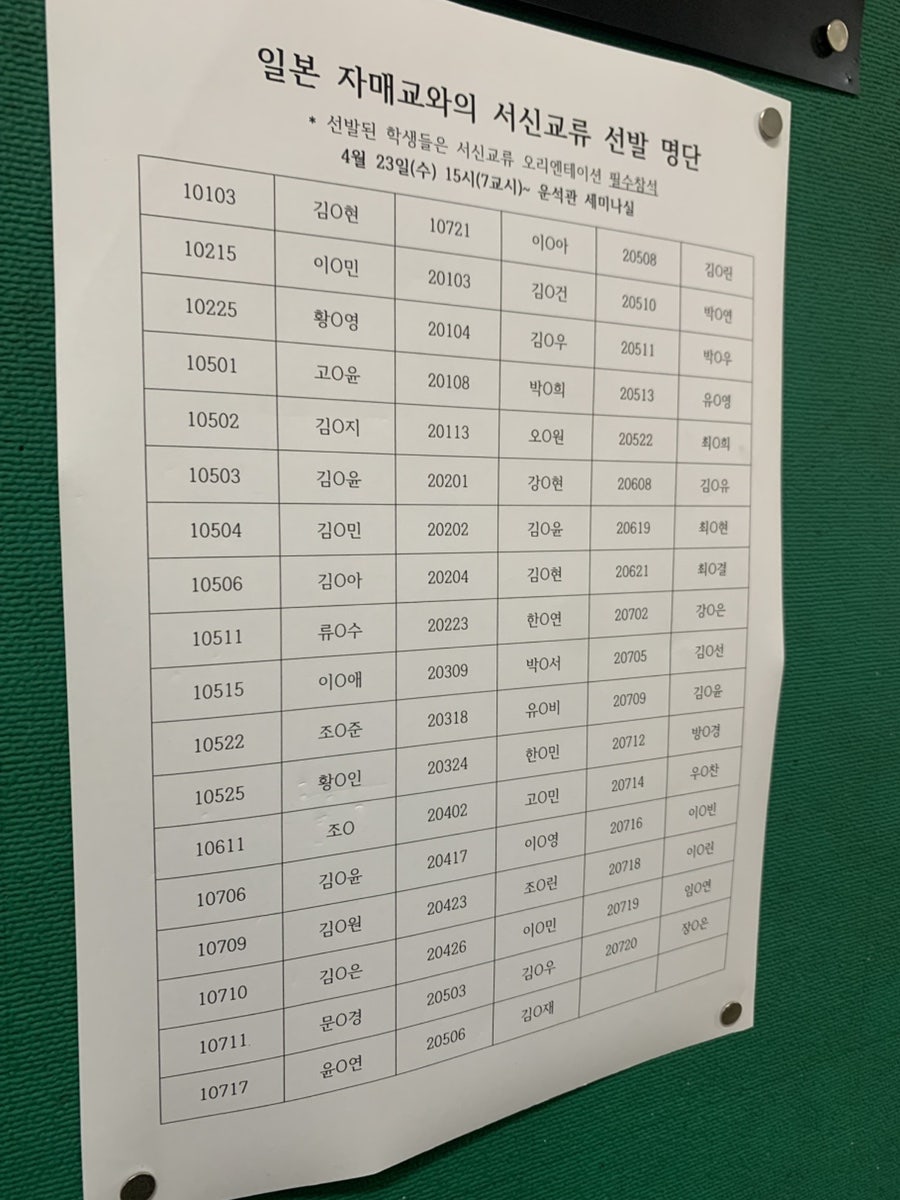 일본 자매교와의 서신교류 선발 명단
* 선발된 학생들은 서신교류 오리엔테이션 필수참석
4월 23일(수) 15시(7교시)~ 운석관 세미나실
10103 김O현 10721 이O아 20508 김O란
10215 이O민 20103 김O건 20510 박O연
10225 황O영 20104 김O우 20511 박O우
10501 고O윤 20108 박O희 20513 유O영
10502 김O지 20113 오O원 20522 최O희
10503 김O윤 20201 강O현 20608 김O유
10504 김O민 20202 김O윤 20619 최O현
10506 김O아 20204 김O현 20621 최O결
10511 류O수 20223 한O연 20702 강O은
10515 이O애 20309 박O서 20705 김O선
10522 조O준 20318 유O비 20709 김O윤
10525 황O인 20324 한O민 20712 방O경
10611 조O 20402 고O민 20714 우O찬
10706 김O윤 20417 이O영 20716 이O빈
10709 김O원 20423 조O린 20718 이O린
10710 김O은 20426 이O민 20719 임O연
10711 문O경 20503 김O우 20720 장O은
10717 윤O연 20506 김O재